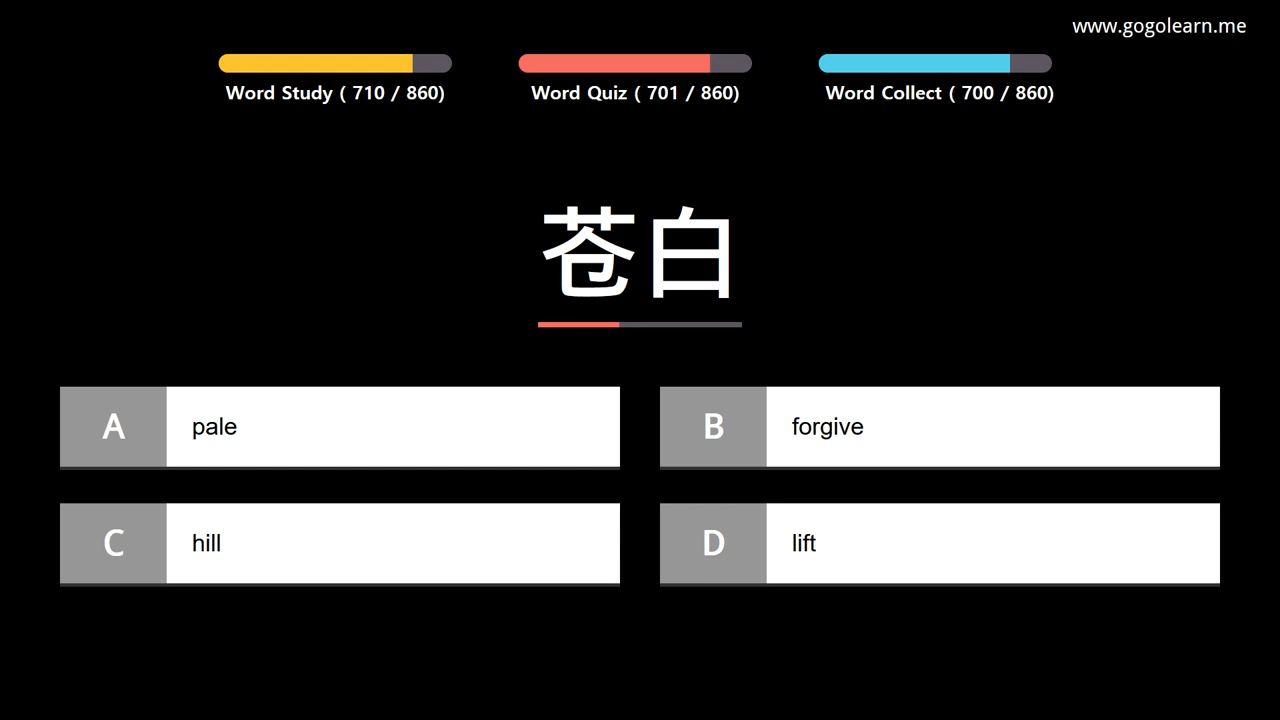 www.gogolearn.me
Word Study ( 710 / 860)
Word Quiz ( 701 / 860)
Word Collect ( 700 / 860)
苍白
A pale
B forgive
C hill
D lift